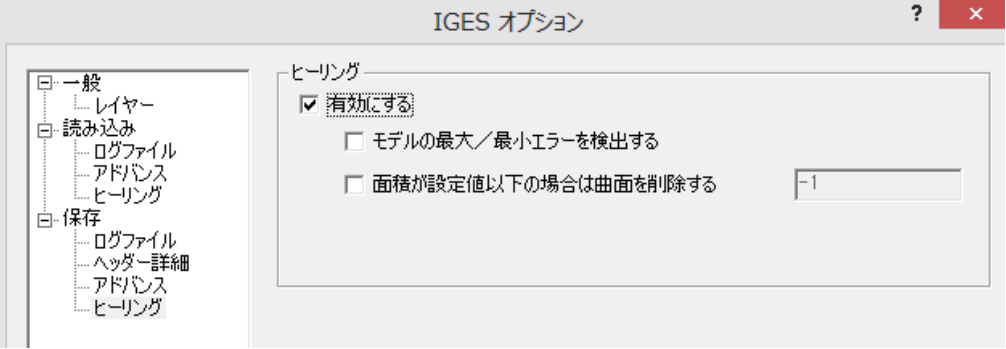 IGES オプション
? ×
一般
レイヤー
読み込み
ログファイル
アドバンス
ヒーリング
保存
ログファイル
ヘッダー詳細
アドバンス
ヒーリング
ヒーリング
有効にする
モデルの最大／最小エラーを検出する
面積が設定値以下の場合は曲面を削除する
-1